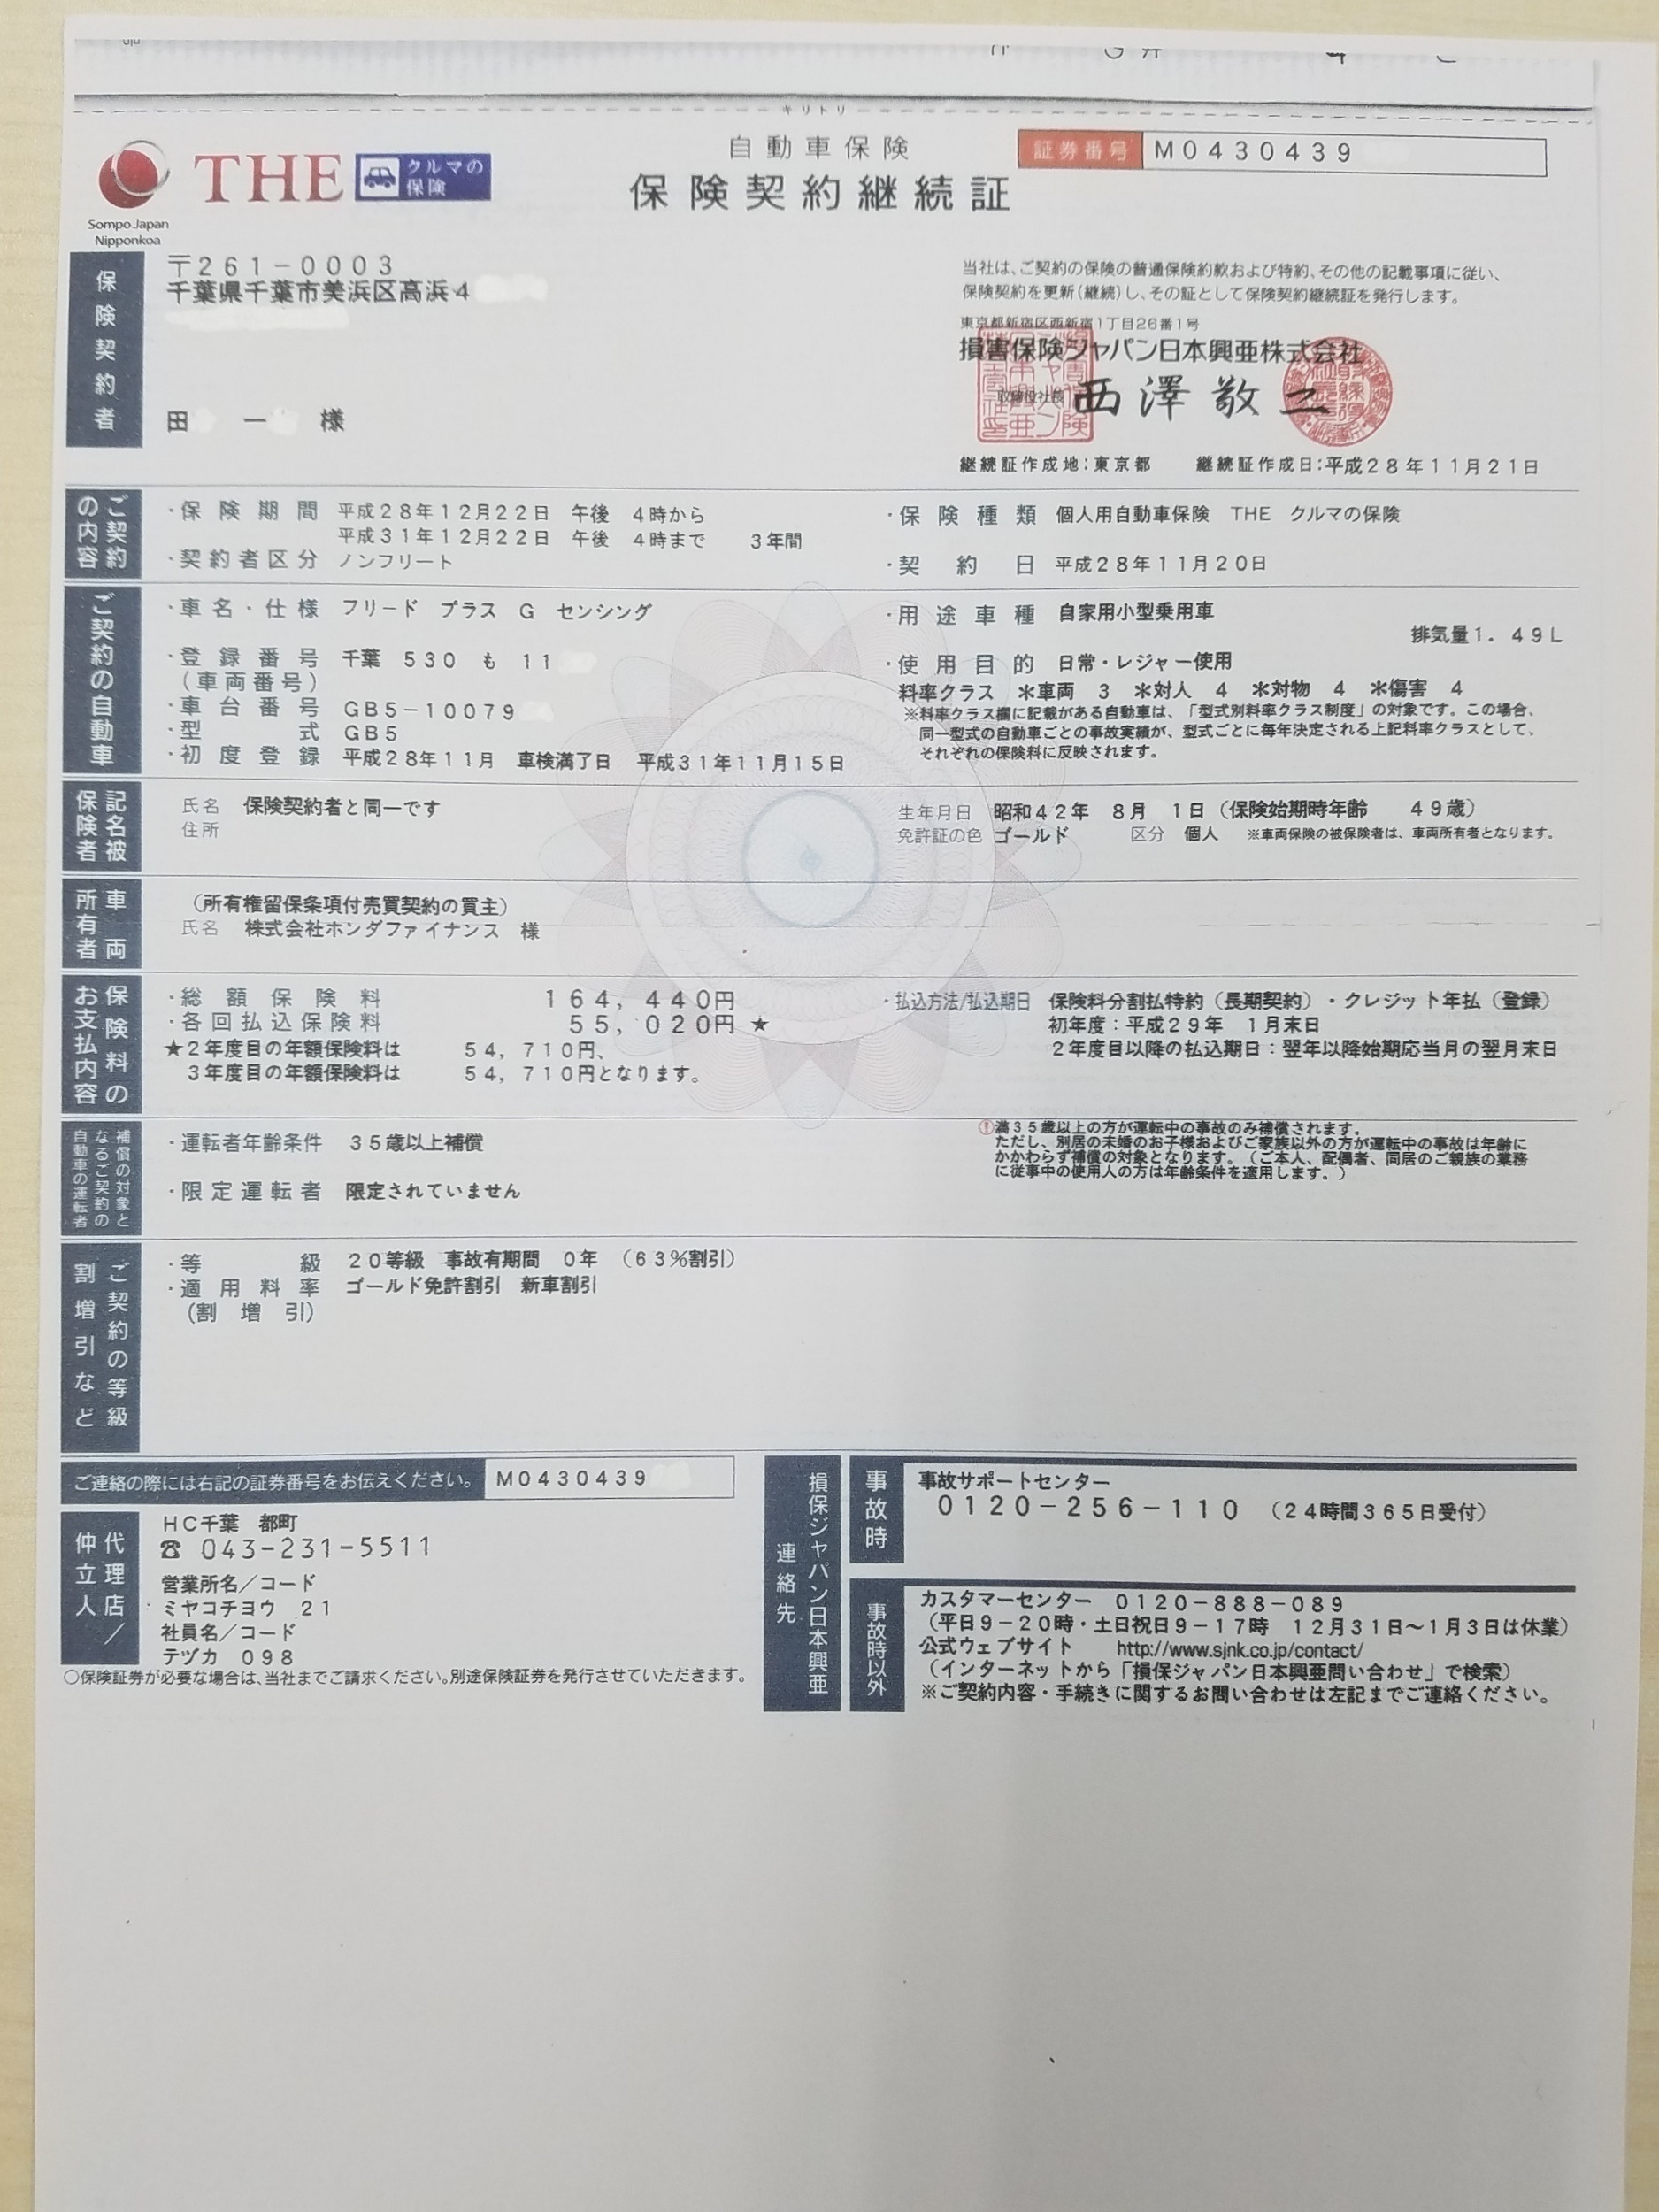 キリトリ
THE クルマの保険
Sompo Japan
Nipponkoa
自動車保険
保険契約継続証
証券番号 M0430439
保険契約者
〒261-0003
千葉県千葉市美浜区高浜4
田 一 様
当社は、ご契約の保険の普通保険約款および特約、その他の記載事項に従い、
保険契約を更新(継続)し、その証として保険契約継続証を発行します。
東京都新宿区西新宿1丁目26番1号
損害保険ジャパン日本興亜株式会社
取締役社長 西澤敬二
継続証作成地:東京都 継続証作成日:平成28年11月21日
ご契約の内容
・保険期間 平成28年12月22日 午後 4時から
平成31年12月22日 午後 4時まで 3年間
・契約者区分 ノンフリート
・保険種類 個人用自動車保険 THE クルマの保険
・契約日 平成28年11月20日
ご契約の自動車
・車名・仕様 フリード プラス G センシング
・登録番号 千葉 530 も 11
(車両番号)
・車台番号 GB5-10079
・型式 GB5
・初度登録 平成28年11月 車検満了日 平成31年11月15日
・用途車種 自家用小型乗用車
排気量1.49L
・使用目的 日常・レジャー使用
料率クラス *車両 3 *対人 4 *対物 4 *傷害 4
※料率クラス欄に記載がある自動車は、「型式別料率クラス制度」の対象です。この場合、
同一型式の自動車ごとの事故実績が、型式ごとに毎年決定される上記料率クラスとして、
それぞれの保険料に反映されます。
記名被保険者
氏名 保険契約者と同一です
住所
生年月日 昭和42年 8月 1日(保険始期時年齢 49歳)
免許証の色 ゴールド 区分 個人 ※車両保険の被保険者は、車両所有者となります。
車両所有者
(所有権留保条項付売買契約の買主)
氏名 株式会社ホンダファイナンス 様
保険料のお支払内容
・総額保険料 164,440円
・各回払込保険料 55,020円★
★2年度目の年額保険料は 54,710円、
3年度目の年額保険料は 54,710円となります。
・払込方法/払込期日 保険料分割払特約(長期契約)・クレジット年払(登録)
初年度:平成29年 1月末日
2年度目以降の払込期日:翌年以降始期応当月の翌月末日
補償の対象となるご契約の自動車の運転者
・運転者年齢条件 35歳以上補償
・限定運転者 限定されていません
!満35歳以上の方が運転中の事故のみ補償されます。
ただし、別居の未婚のお子様およびご家族以外の方が運転中の事故は年齢に
かかわらず補償の対象となります。(ご本人、配偶者、同居のご親族の業務
に従事中の使用人の方は年齢条件を適用します。)
ご契約の等級割増引など
・等級 20等級 事故有期間 0年 (63%割引)
・適用料率 ゴールド免許割引 新車割引
(割増引)
ご連絡の際には右記の証券番号をお伝えください。 M0430439
代理店/仲立人
HC千葉 都町
☎ 043-231-5511
営業所名/コード
ミヤコチヨウ 21
社員名/コード
テヅカ 098
○保険証券が必要な場合は、当社までご請求ください。別途保険証券を発行させていただきます。
損保ジャパン日本興亜連絡先
事故時
事故サポートセンター
0120-256-110 (24時間365日受付)
事故時以外
カスタマーセンター 0120-888-089
(平日9-20時・土日祝日9-17時 12月31日~1月3日は休業)
公式ウェブサイト http://www.sjnk.co.jp/contact/
(インターネットから「損保ジャパン日本興亜問い合わせ」で検索)
※ご契約内容・手続きに関するお問い合わせは左記までご連絡ください。